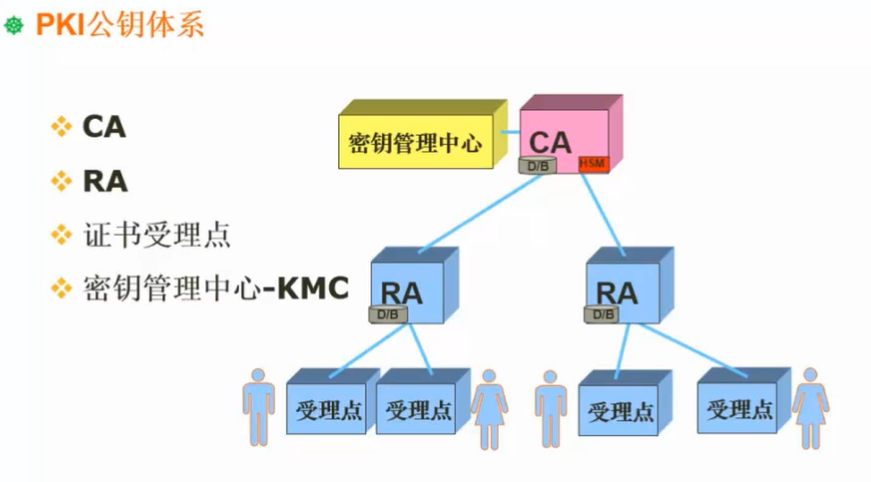 PKI公钥体系
CA
RA
证书受理点
密钥管理中心-KMC
密钥管理中心
CA
D/B
HSM
RA
D/B
RA
D/B
受理点
受理点
受理点
受理点